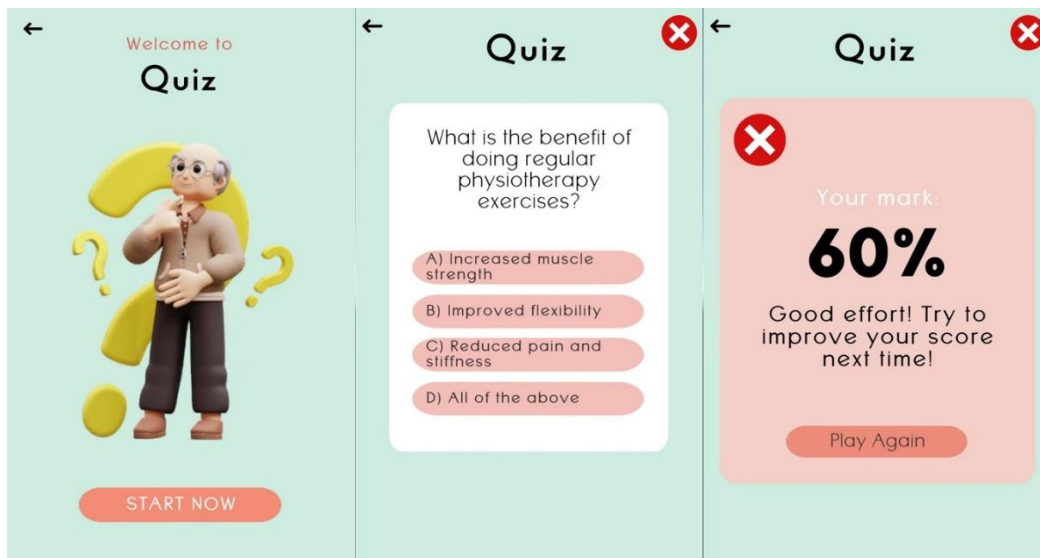 Welcome to
Quiz
START NOW
Quiz
What is the benefit of
doing regular
physiotherapy
exercises?
A) Increased muscle
strength
B) Improved flexibility
C) Reduced pain and
stiffness
D) All of the above
Quiz
Your mark:
60%
Good effort! Try to
improve your score
next time!
Play Again